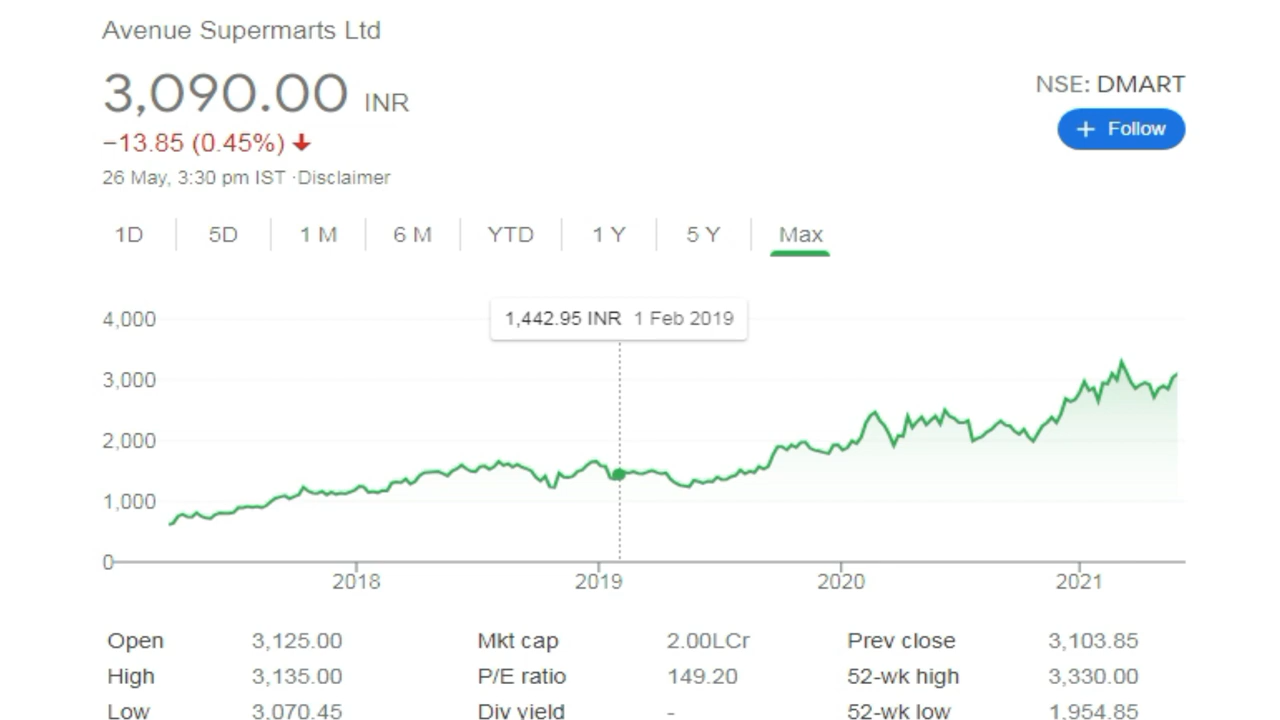 Avenue Supermarts Ltd
3,090.00 INR
NSE: DMART
−13.85 (0.45%)
+ Follow
26 May, 3:30 pm IST ·Disclaimer
1D 5D 1 M 6 M YTD 1 Y 5 Y Max
1,442.95 INR 1 Feb 2019
4,000
3,000
2,000
1,000
0
2018 2019 2020 2021
Open 3,125.00 Mkt cap 2.00LCr Prev close 3,103.85
High 3,135.00 P/E ratio 149.20 52-wk high 3,330.00
Low 3,070.45 Div yield - 52-wk low 1,954.85